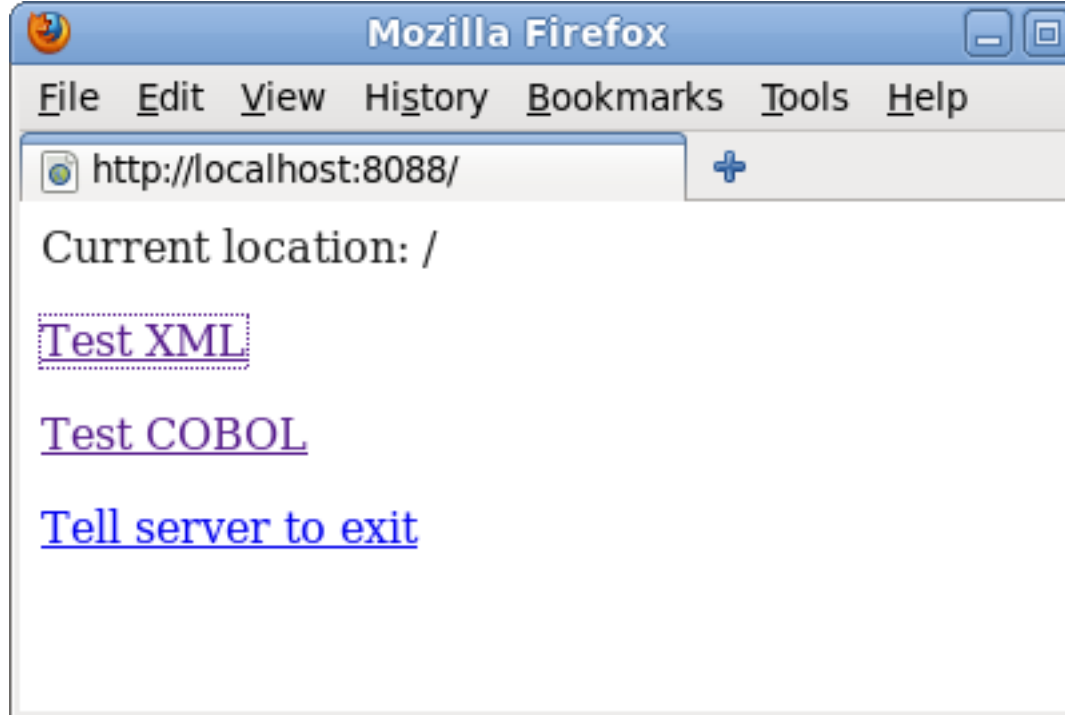 Mozilla Firefox
File Edit View History Bookmarks Tools Help
http://localhost:8088/
Current location: /
Test XML
Test COBOL
Tell server to exit